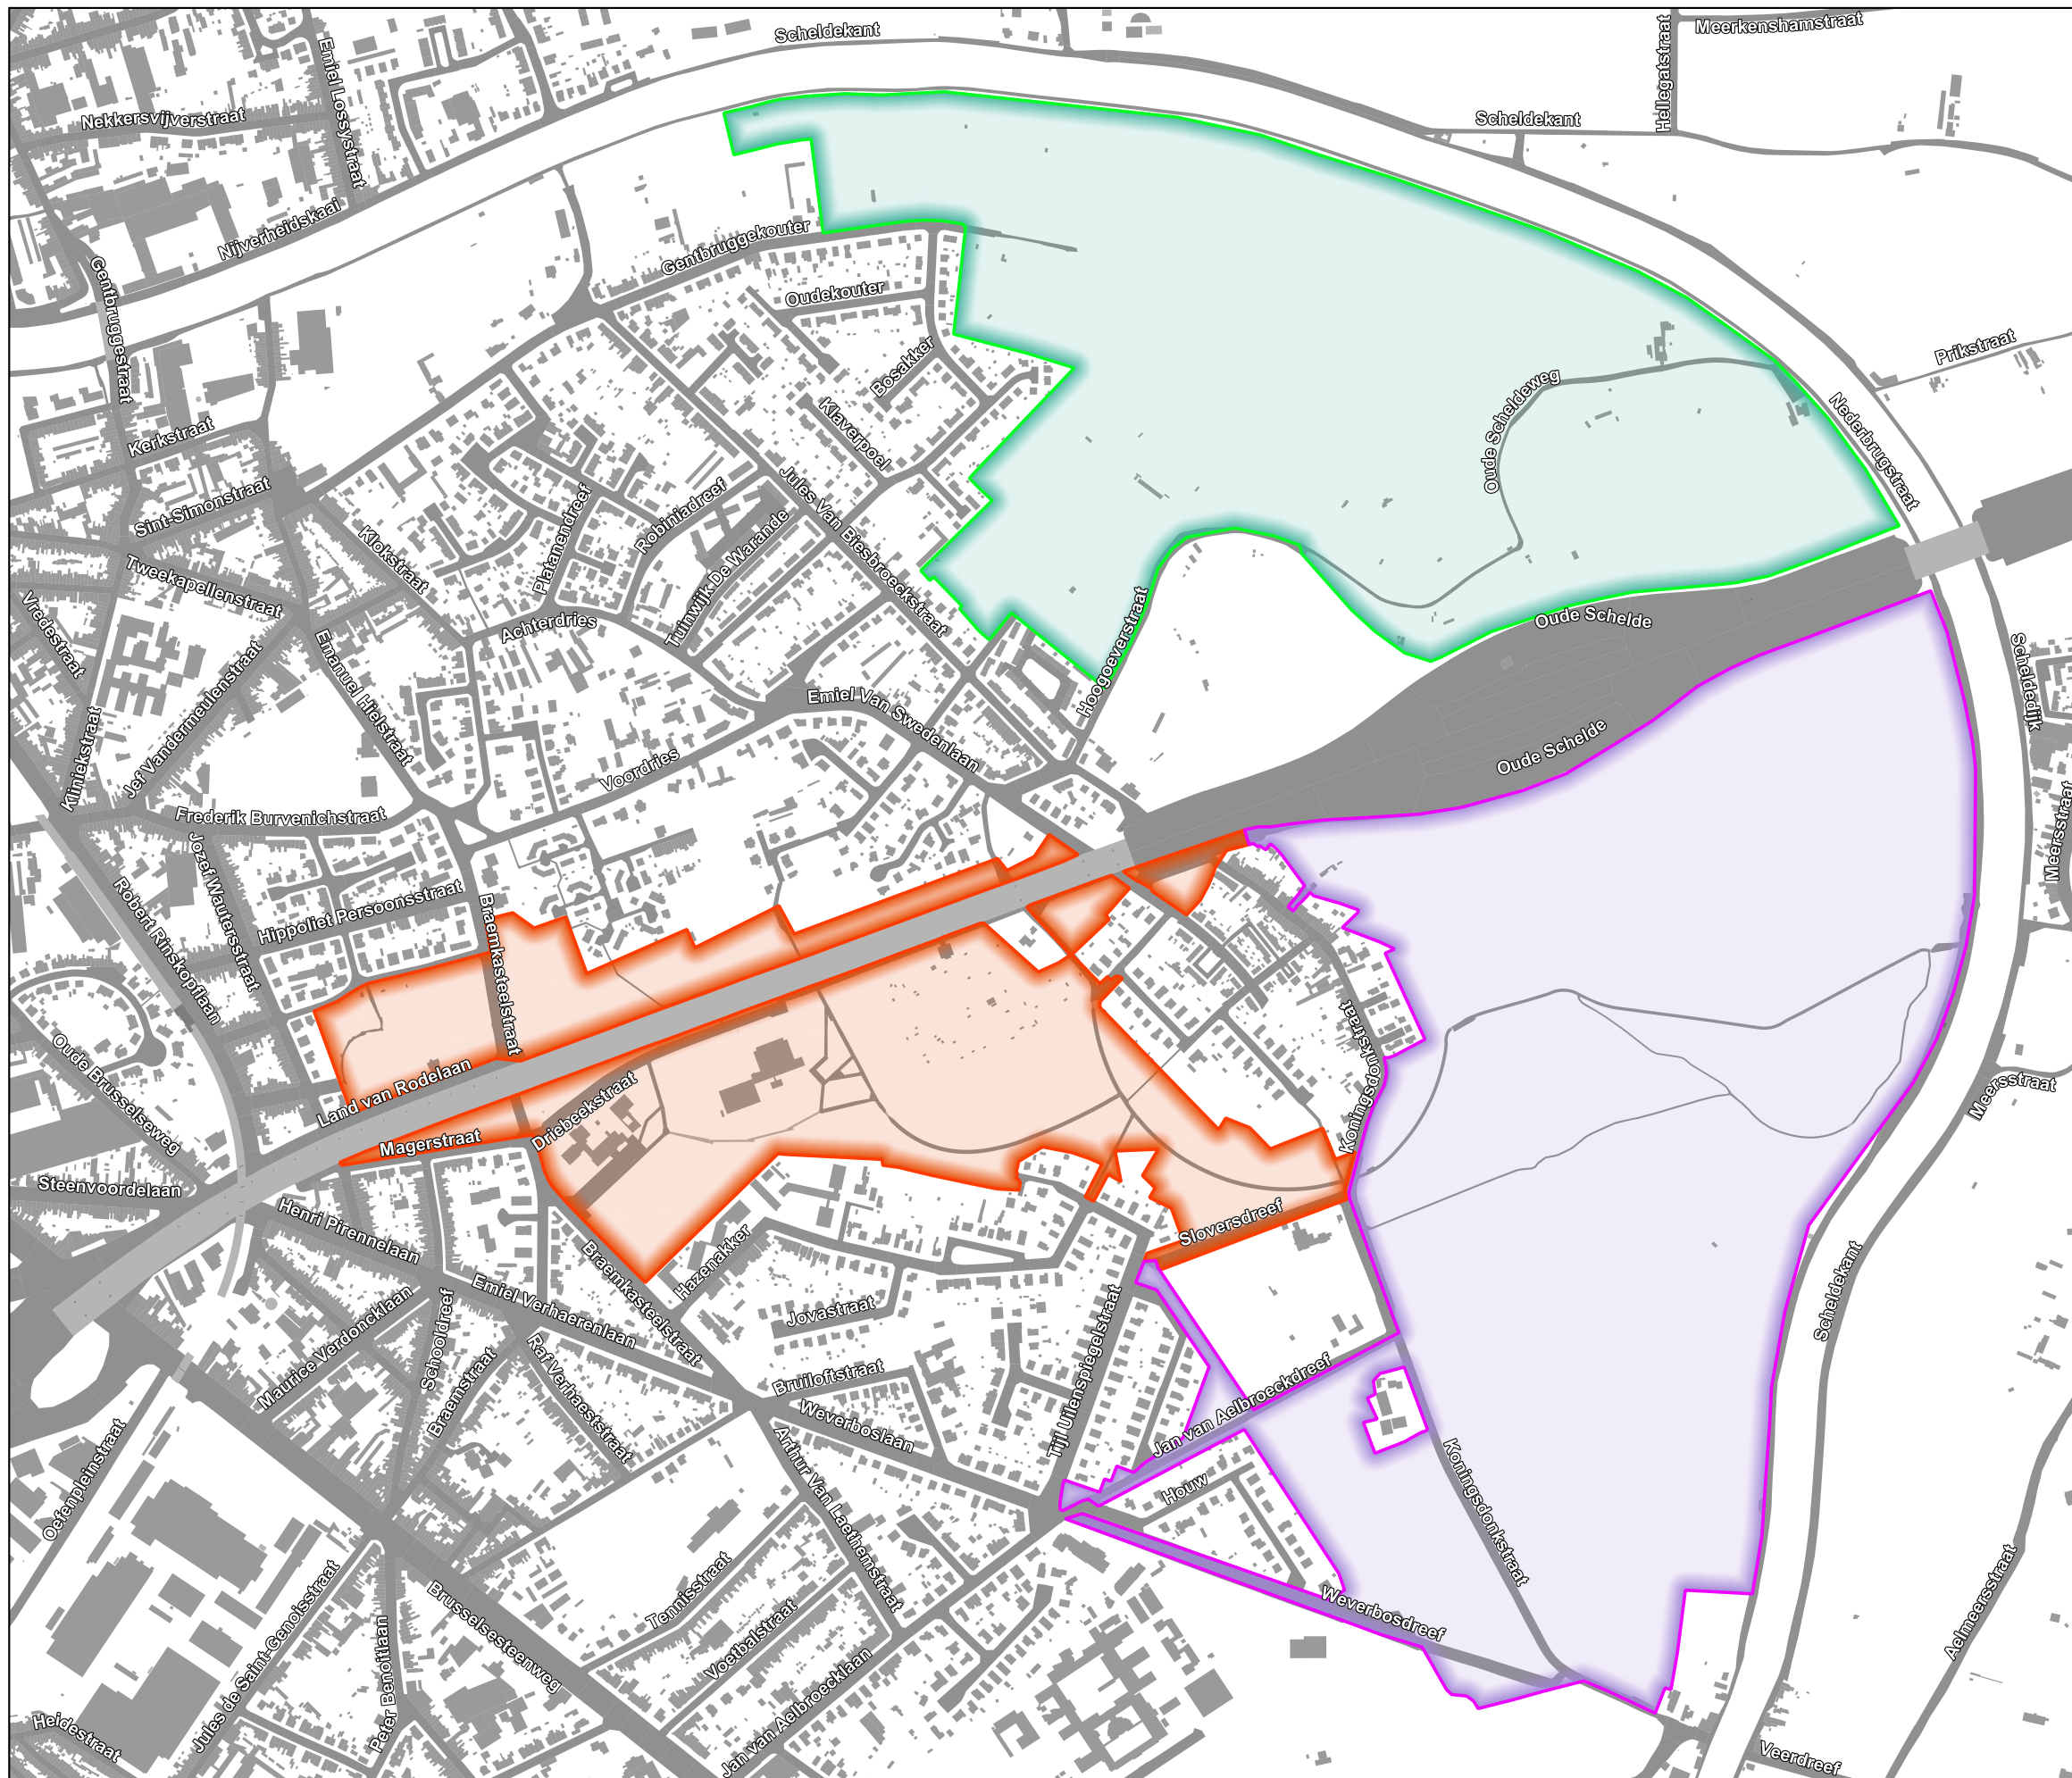 Scheldekant
Meerkenshamstraat
Hellegatstraat
Emiel Lossystraat
Nekkersvijverstraat
Scheldekant
Nijverheidskaai
Gentbruggekouter
Gentbruggestraat
Oudekouter
Prikstraat
Bosakker
Oude Scheldeweg
Nederbrugstraat
Klaverpoel
Kerkstraat
Sint-Simonstraat
Jules Van Biesbroeckstraat
Robiniadreef
Platanendreef
Klokstraat
Tuinwijk De Warande
Tweekapellenstraat
Vredestraat
Achterdries
Hoogoeverstraat
Oude Schelde
Emanuel Hielstraat
Jef Vandermeulenstraat
Scheldedijk
Emiel Van Swedenlaan
Kliniekstraat
Oude Schelde
Voordries
Meersstraat
Frederik Burvenichstraat
Jozef Wautersstraat
Robert Rinskopflaan
Hippoliet Persoonsstraat
Braemkasteelstraat
Koningsdonkstraat
Oude Brusselseweg
Land van Rodelaan
Driebeekstraat
Meersstraat
Magerstraat
Steenvoordelaan
Henri Pirennelaan
Sloversdreef
Scheldekant
Hazenakker
Braemkasteelstraat
Emiel Verhaerenlaan
Jovastraat
Tijl Uilenspiegelstraat
Maurice Verdoncklaan
Schooldreef
Raf Verhaeststraat
Braemstraat
Bruiloftstraat
Jan van Aelbroeckdreef
Weverboslaan
Arthur Van Laethemstraat
Oefenpleinstraat
Houw
Koningsdonkstraat
Tennisstraat
Voetbalstraat
Weverbosdreef
Aelmeersstraat
Jules de Saint-Genoisstraat
Brusselsesteenweg
Peter Benoitlaan
Jan van Aelbroecklaan
Heidestraat
Veerdreef